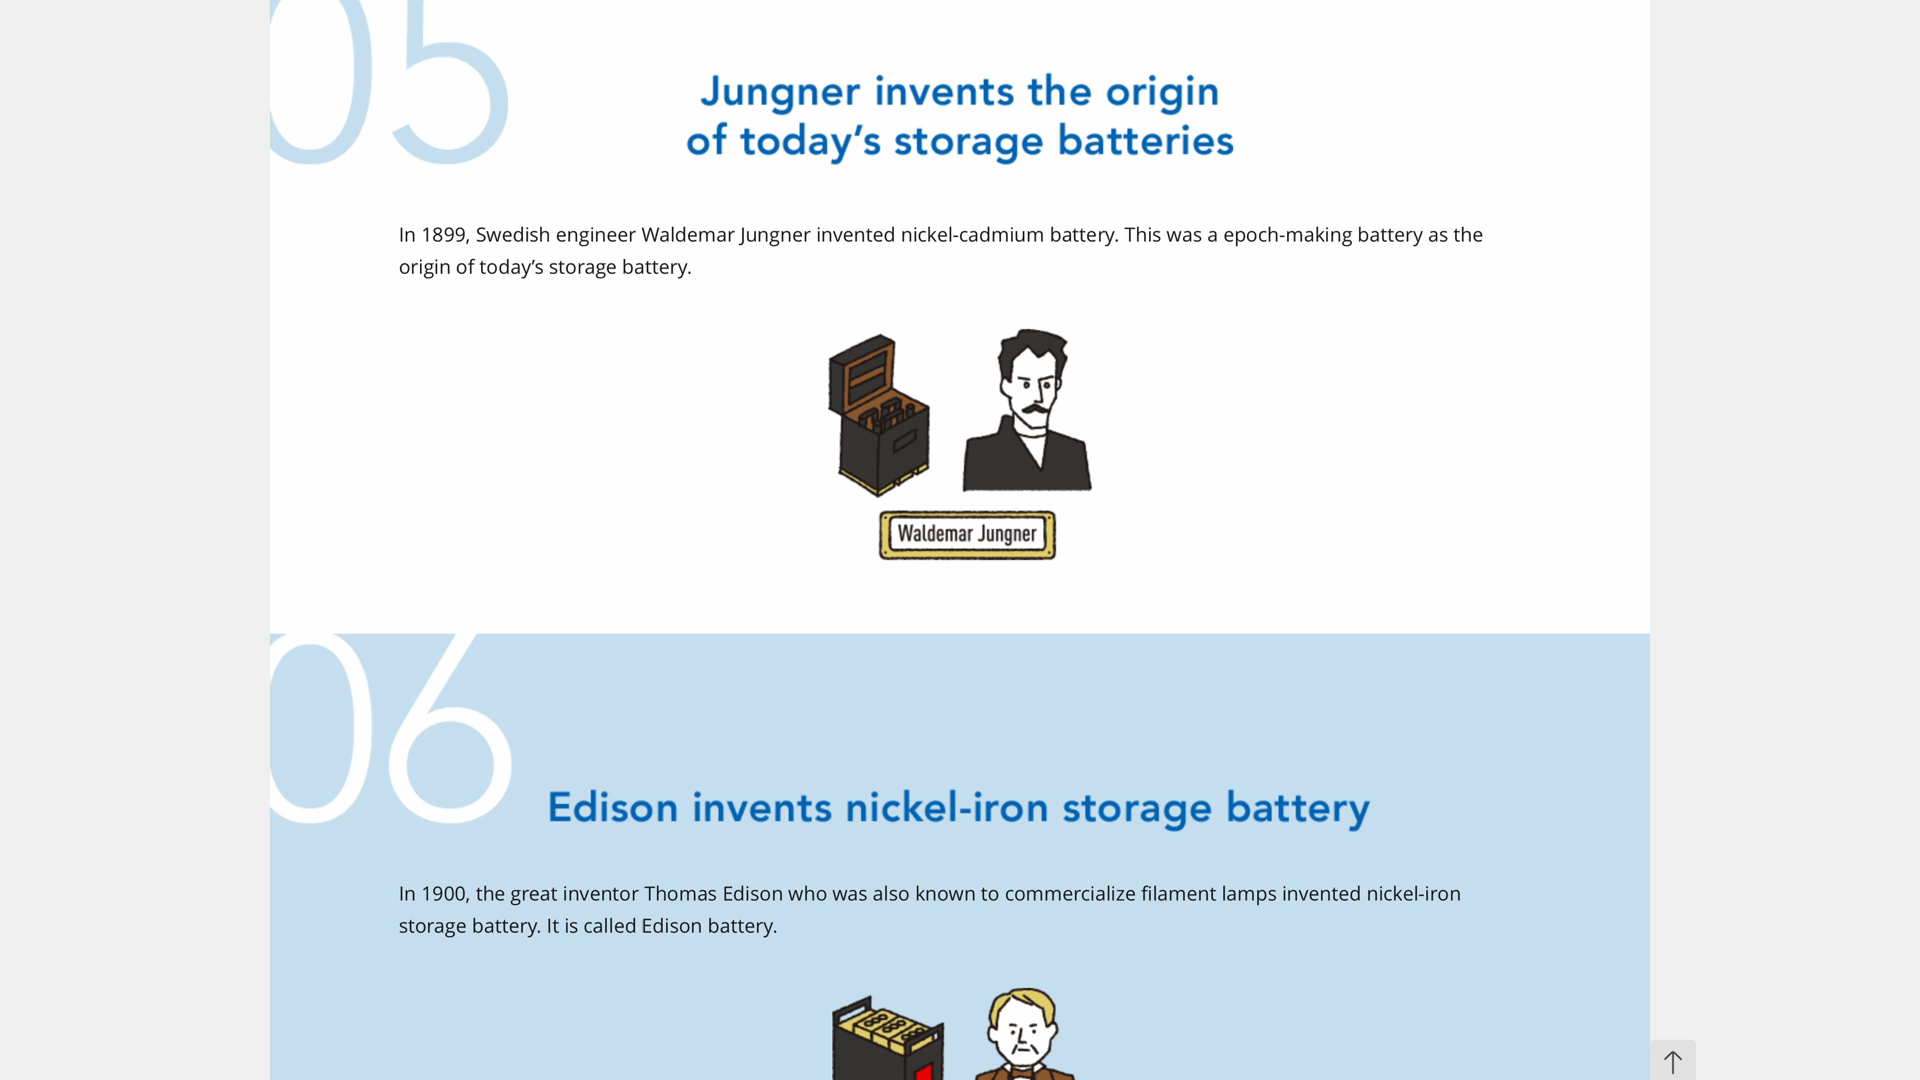 05
Jungner invents the origin
of today’s storage batteries
In 1899, Swedish engineer Waldemar Jungner invented nickel-cadmium battery. This was a epoch-making battery as the
origin of today’s storage battery.
Waldemar Jungner
06
Edison invents nickel-iron storage battery
In 1900, the great inventor Thomas Edison who was also known to commercialize filament lamps invented nickel-iron
storage battery. It is called Edison battery.